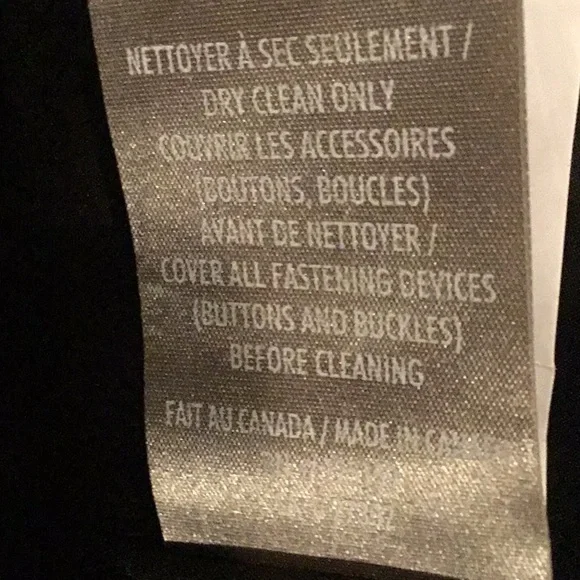 NETTOYER À SEC SEULEMENT /
DRY CLEAN ONLY
COUVRIR LES ACCESSOIRES
(BOUTONS, BOUCLES)
AVANT DE NETTOYER /
COVER ALL FASTENING DEVICES
(BUTTONS AND BUCKLES)
BEFORE CLEANING
FAIT AU CANADA / MADE IN